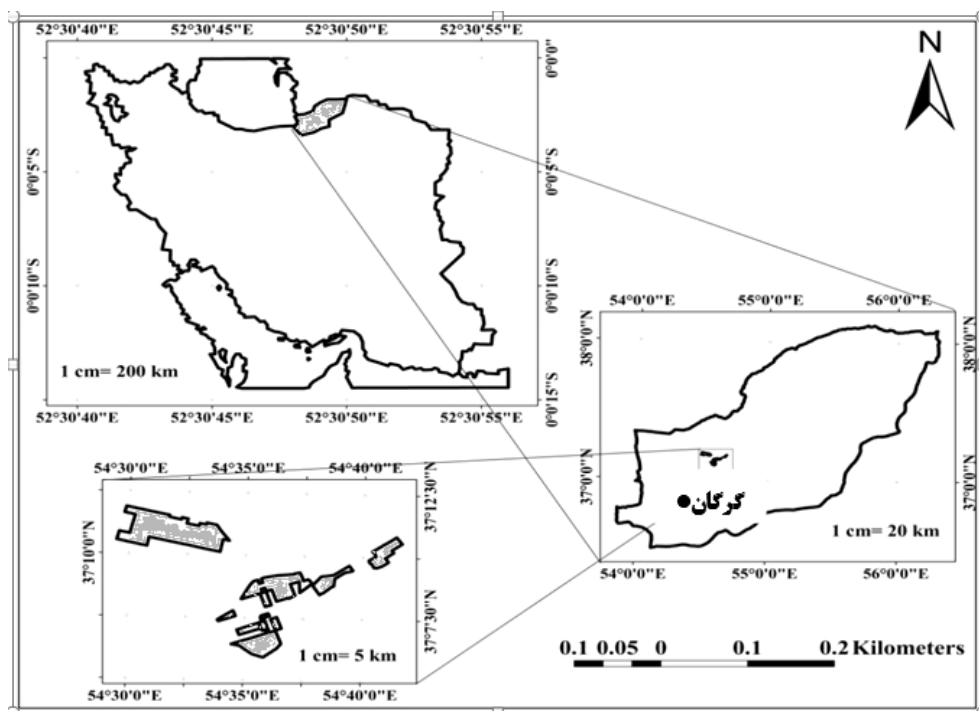 52°30'40"E 52°30'45"E 52°30'50"E 52°30'55"E
0°0'0"
0°0'5"S
0°0'5"S
0°0'10"S
0°0'10"S
0°0'15"S
1 cm= 200 km
52°30'40"E 52°30'45"E 52°30'50"E 52°30'55"E
N
54°0'0"E 55°0'0"E 56°0'0"E
38°0'0"N
38°0'0"N
37°0'0"N
37°0'0"N
گرگان
1 cm= 20 km
54°0'0"E 55°0'0"E 56°0'0"E
54°30'0"E 54°35'0"E 54°40'0"E
37°12'30"N
37°10'0"N
37°7'30"N
1 cm= 5 km
54°30'0"E 54°35'0"E 54°40'0"E
0.1 0.05 0 0.1 0.2 Kilometers